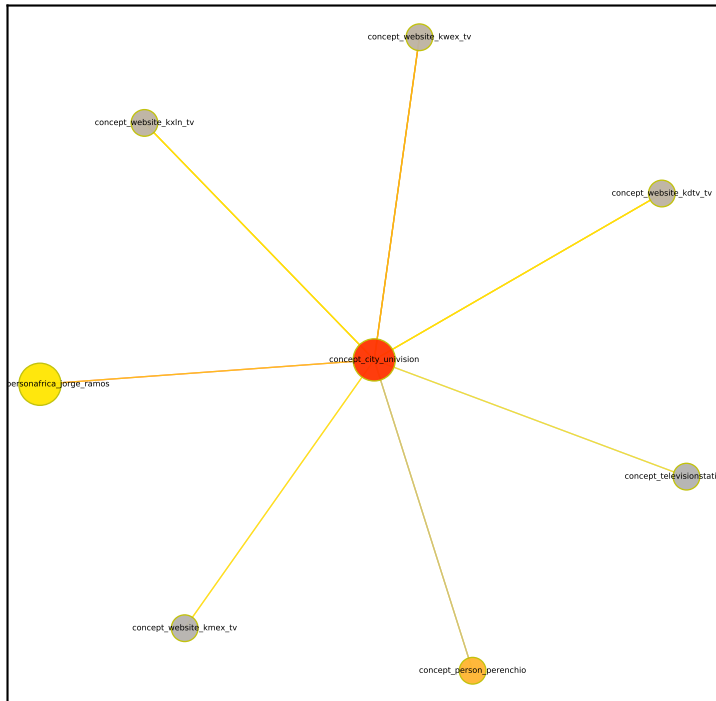 concept_website_kwex_tv
concept_website_kxln_tv
concept_website_kdtv_tv
concept_city_univision
personafrica_jorge_ramos
concept_televisionstati
concept_website_kmex_tv
concept_person_perenchio